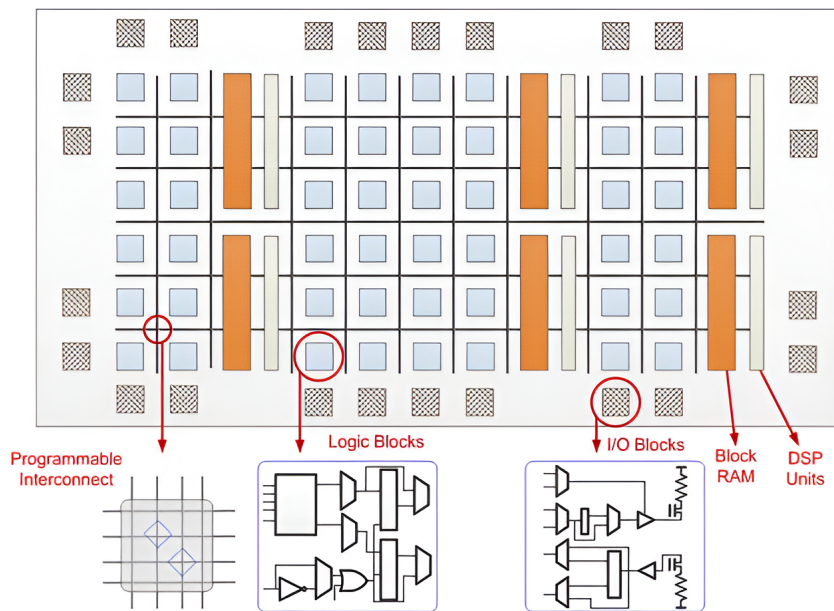 Programmable
Interconnect
Logic Blocks
I/O Blocks
Block
RAM
DSP
Units